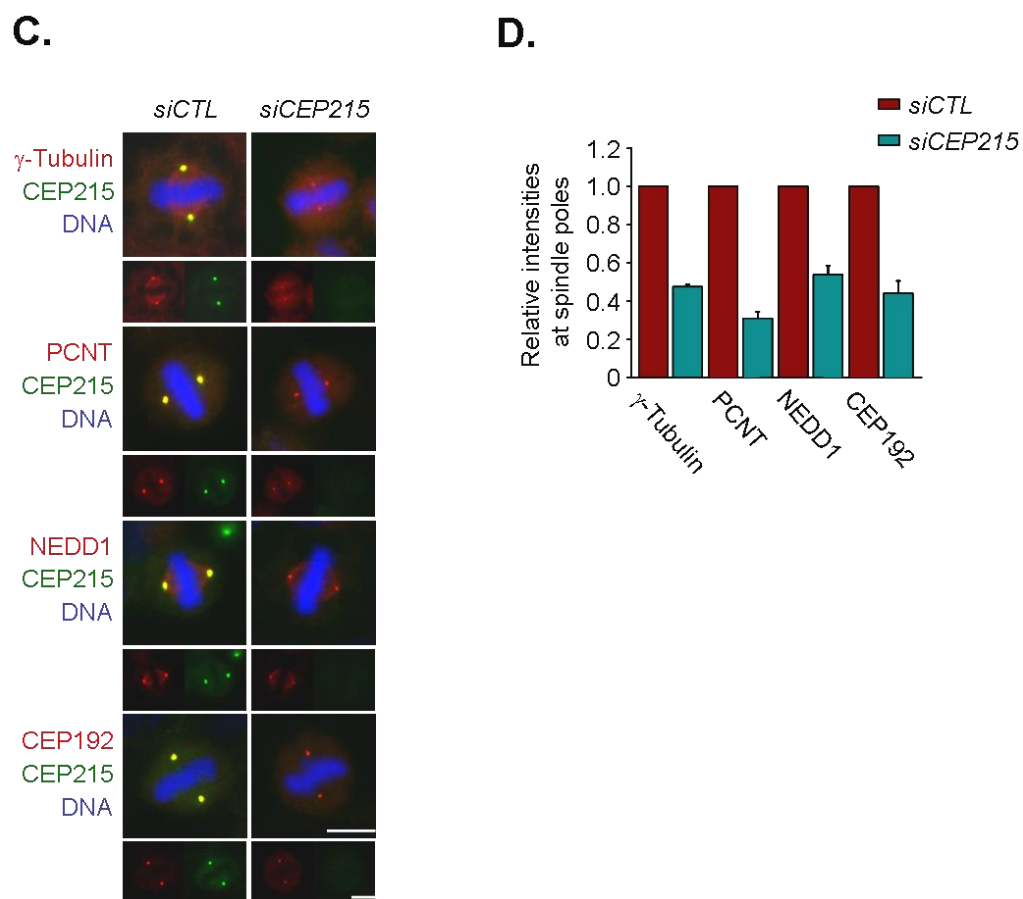 C.
siCTL siCEP215
γ-Tubulin
CEP215
DNA
PCNT
CEP215
DNA
NEDD1
CEP215
DNA
CEP192
CEP215
DNA
D.
siCTL
siCEP215
Relative intensities
at spindle poles
1.2
1.0
0.8
0.6
0.4
0.2
0
γ-Tubulin
PCNT
NEDD1
CEP192